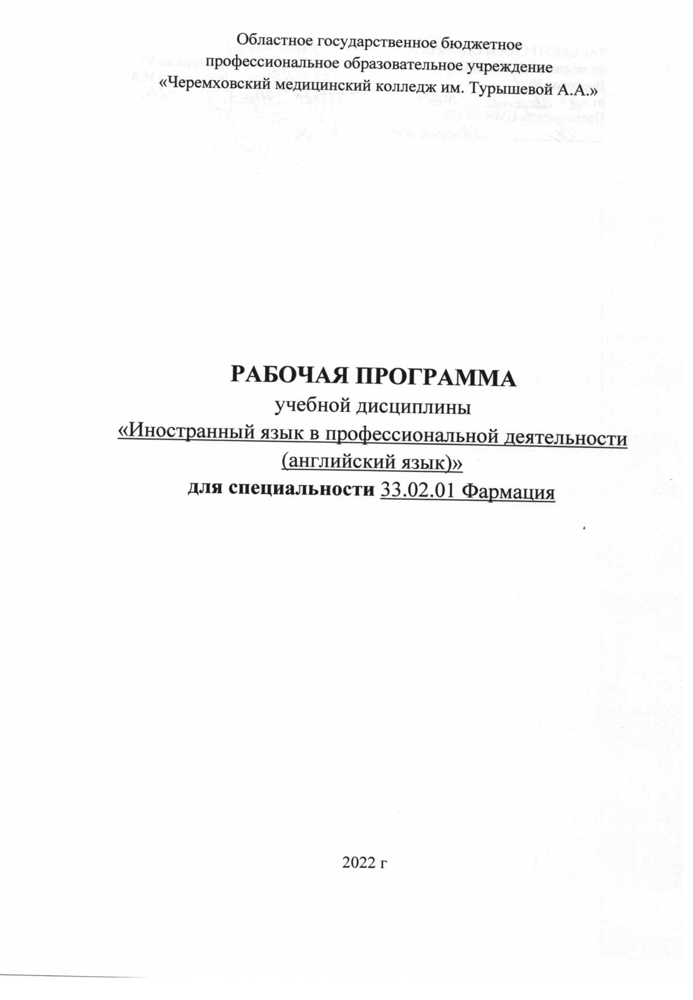 Областное государственное бюджетное
профессиональное образовательное учреждение
«Черемховский медицинский колледж им. Турышевой А.А.»
РАБОЧАЯ ПРОГРАММА
учебной дисциплины
«Иностранный язык в профессиональной деятельности
(английский язык)»
для специальности 33.02.01 Фармация
2022 г